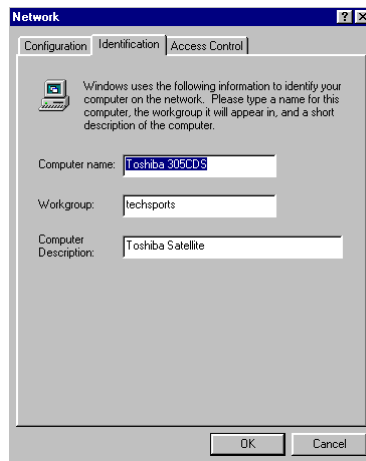 Network
Configuration Identification Access Control
Windows uses the following information to identify your
computer on the network. Please type a name for this
computer, the workgroup it will appear in, and a short
description of the computer.
Computer name: Toshiba 305CDS
Workgroup: techsports
Computer
Description: Toshiba Satellite
OK Cancel